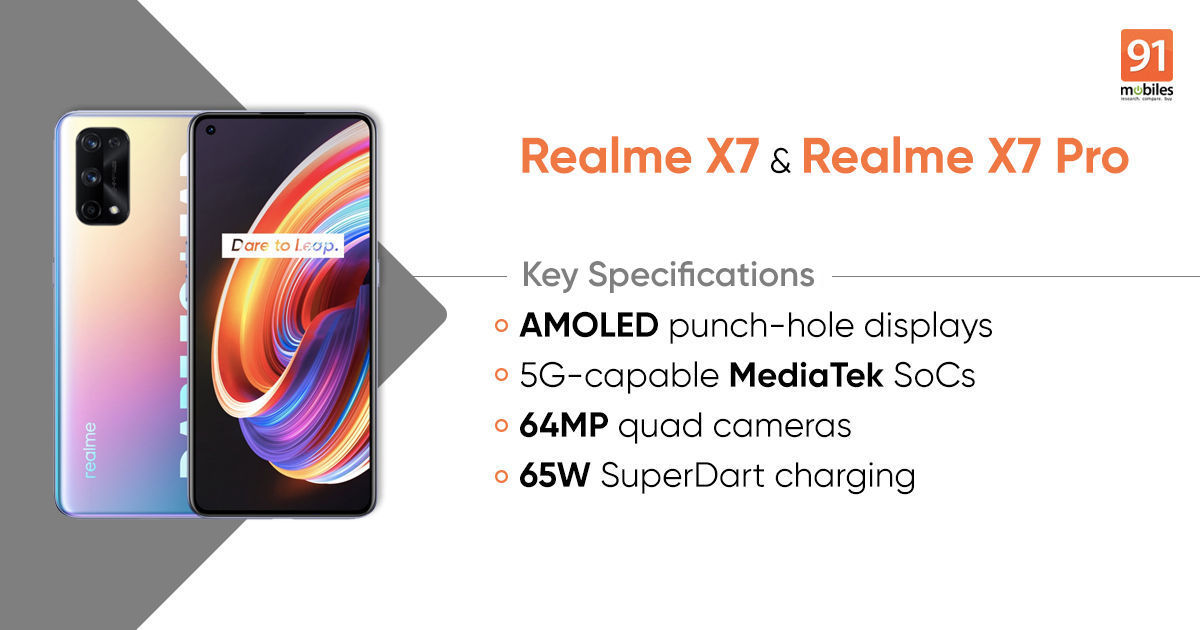 91
mobiles
research. compare. buy.
Realme X7 & Realme X7 Pro
Dare to Leap.
Key Specifications
AMOLED punch-hole displays
5G-capable MediaTek SoCs
64MP quad cameras
65W SuperDart charging
realme